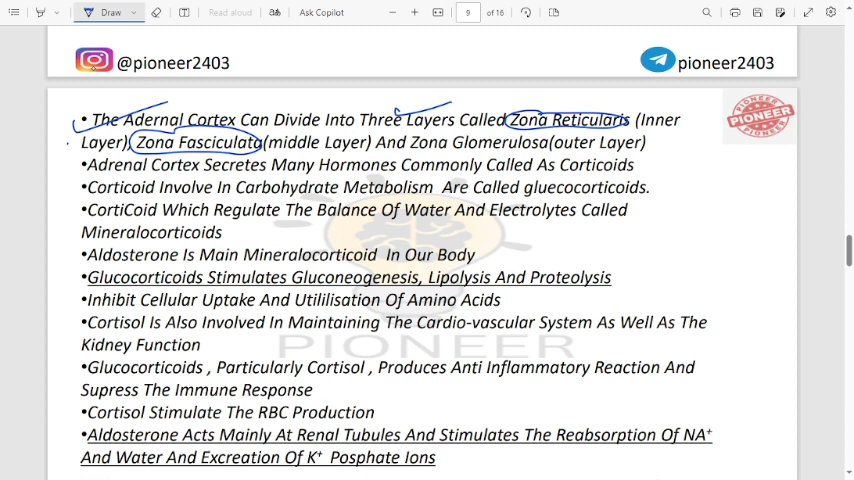 Draw
Read aloud
Ask Copilot
9
of 16
@pioneer2403
pioneer2403
• The Adernal Cortex Can Divide Into Three Layers Called Zona Reticularis (Inner
Layer), Zona Fasciculata(middle Layer) And Zona Glomerulosa(outer Layer)
•Adrenal Cortex Secretes Many Hormones Commonly Called As Corticoids
•Corticoid Involve In Carbohydrate Metabolism Are Called gluecocorticoids.
•CortiCoid Which Regulate The Balance Of Water And Electrolytes Called
Mineralocorticoids
•Aldosterone Is Main Mineralocorticoid In Our Body
•Glucocorticoids Stimulates Gluconeogenesis, Lipolysis And Proteolysis
•Inhibit Cellular Uptake And Utilisation Of Amino Acids
•Cortisol Is Also Involved In Maintaining The Cardio-vascular System As Well As The
Kidney Function
•Glucocorticoids , Particularly Cortisol , Produces Anti Inflammatory Reaction And
Supress The Immune Response
•Cortisol Stimulate The RBC Production
•Aldosterone Acts Mainly At Renal Tubules And Stimulates The Reabsorption Of NA⁺
And Water And Excreation Of K⁺ Posphate Ions
PIONEER
PIONEER